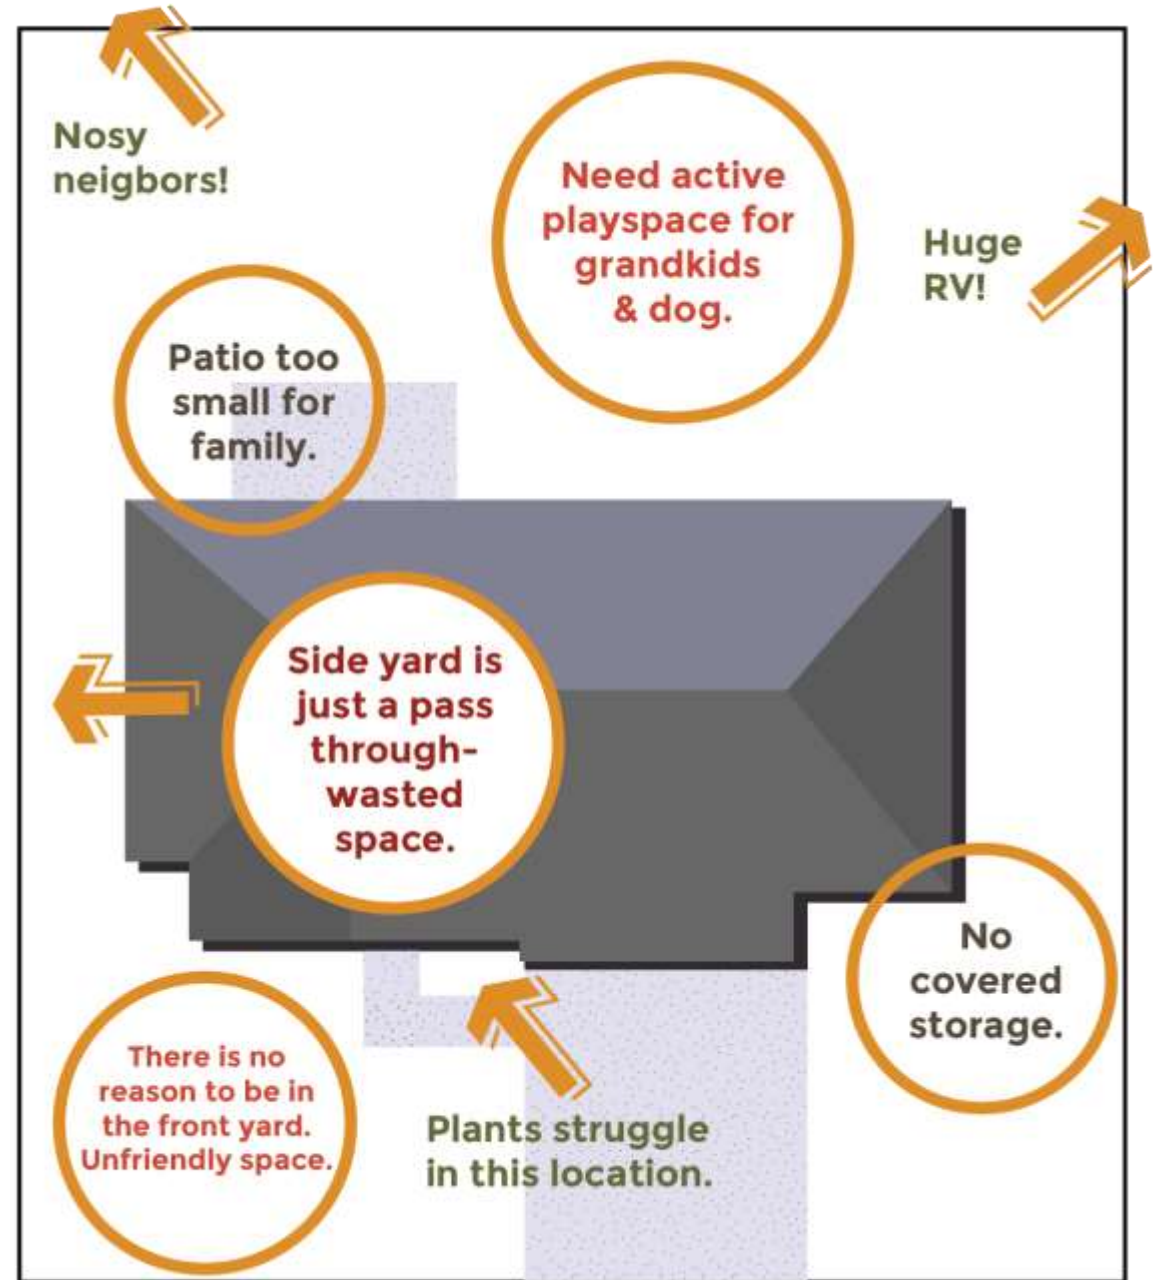 Nosy
neigbors!
Need active
playspace for
grandkids
& dog.
Huge
RV!
Patio too
small for
family.
Side yard is
just a pass
through-
wasted
space.
No
covered
storage.
There is no
reason to be in
the front yard.
Unfriendly space.
Plants struggle
in this location.